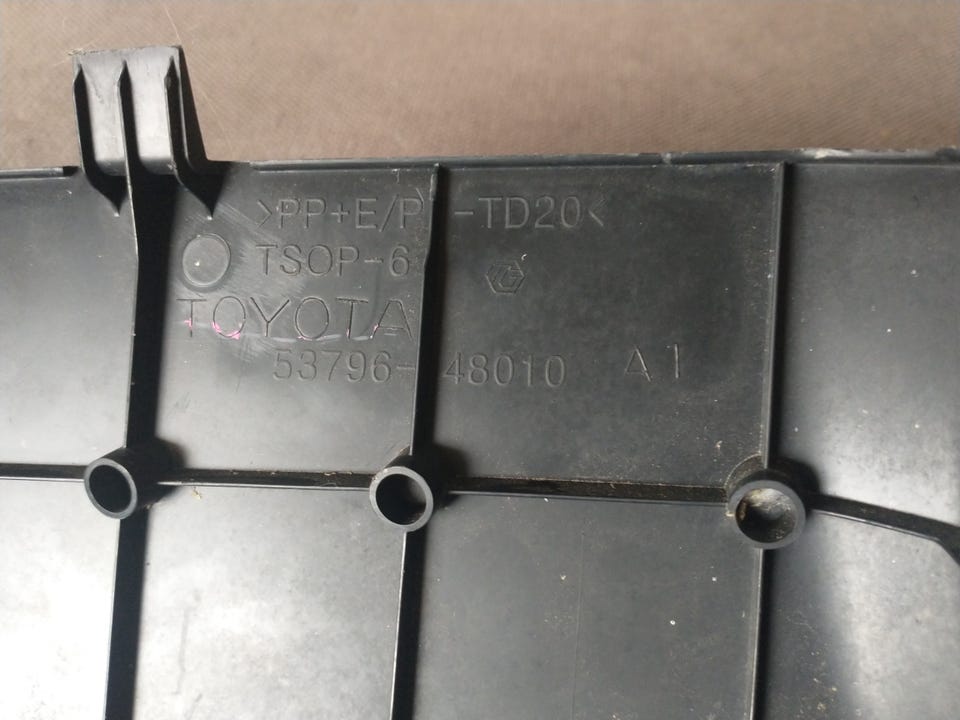 >PP+E/P -TD20<
TSOP-6
TOYOTA
53796-48010 A1